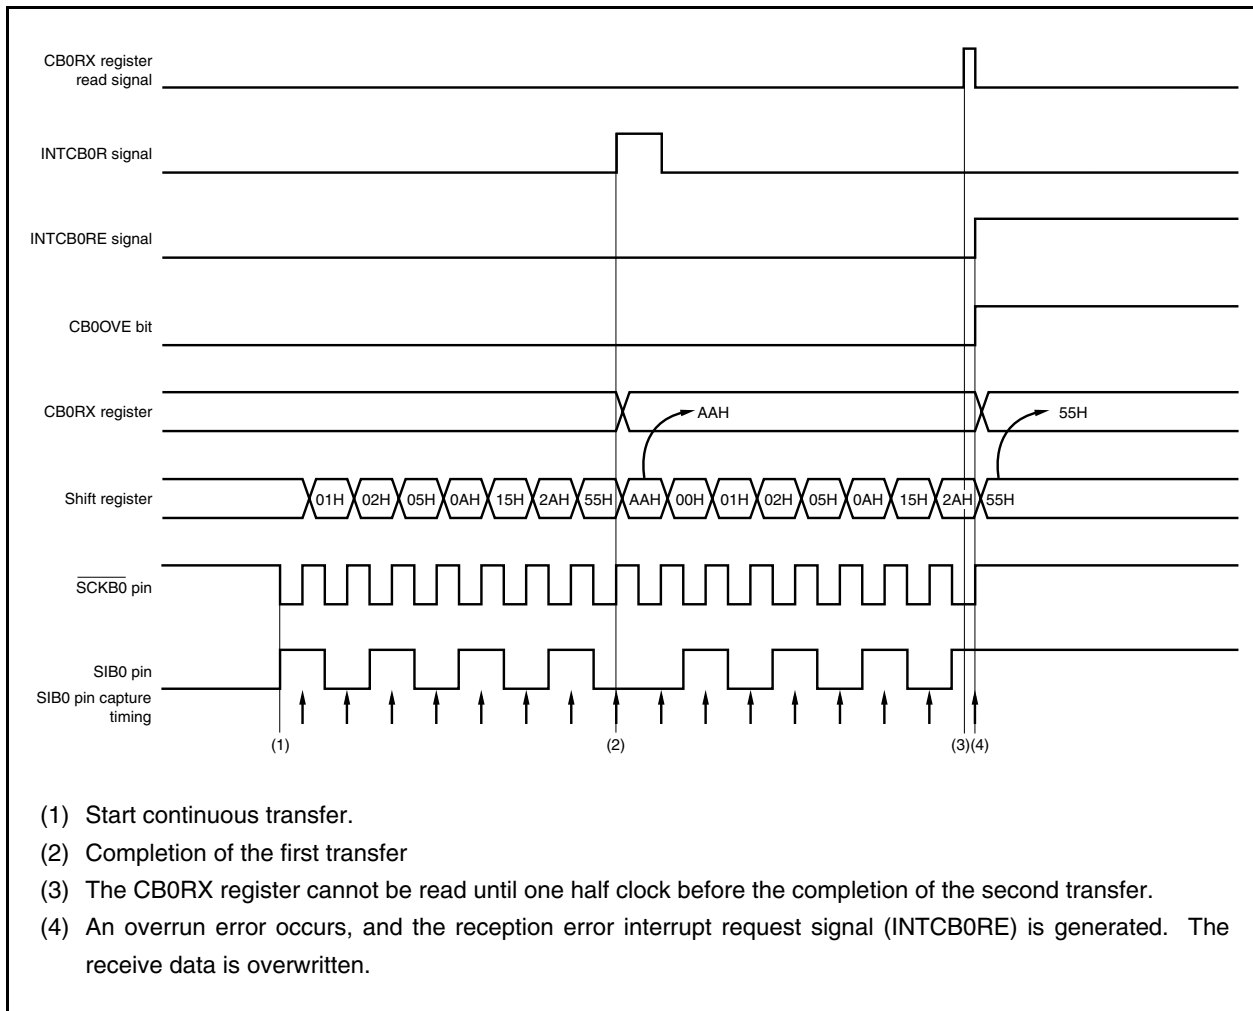 CB0RX register
read signal
INTCB0R signal
INTCB0RE signal
CB0OVE bit
CB0RX register
AAH
55H
Shift register
01H 02H 05H 0AH 15H 2AH 55H AAH 00H 01H 02H 05H 0AH 15H 2AH 55H
SCKB0 pin
SIB0 pin
SIB0 pin capture
timing
(1) (2) (3) (4)
(1) Start continuous transfer.
(2) Completion of the first transfer
(3) The CB0RX register cannot be read until one half clock before the completion of the second transfer.
(4) An overrun error occurs, and the reception error interrupt request signal (INTCB0RE) is generated. The
receive data is overwritten.